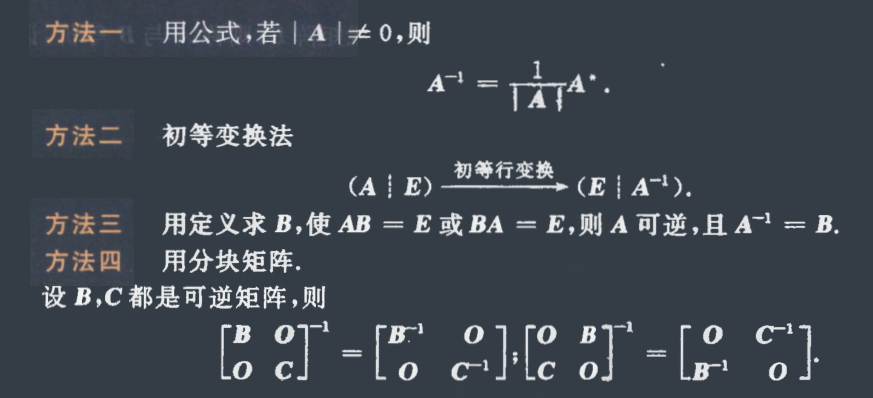 方法一 用公式,若 | A | ≠ 0,则
A⁻¹ = 1/|A| A*.
方法二 初等变换法
(A ┊ E) 初等行变换→ (E ┊ A⁻¹).
方法三 用定义求 B,使 AB = E 或 BA = E,则 A 可逆,且 A⁻¹ = B.
方法四 用分块矩阵.
设 B,C 都是可逆矩阵,则
[B O; O C]⁻¹ = [B⁻¹ O; O C⁻¹]; [O B; C O]⁻¹ = [O C⁻¹; B⁻¹ O].